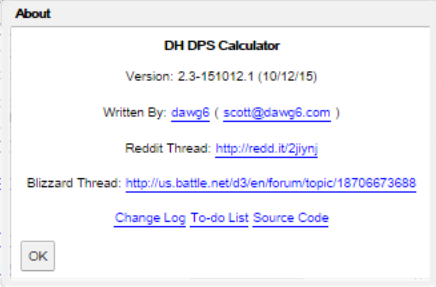 About
DH DPS Calculator
Version: 2.3-151012.1 (10/12/15)
Written By: dawg6 ( scott@dawg6.com )
Reddit Thread: http://redd.it/2jiynj
Blizzard Thread: http://us.battle.net/d3/en/forum/topic/18706673688
Change Log To-do List Source Code
OK